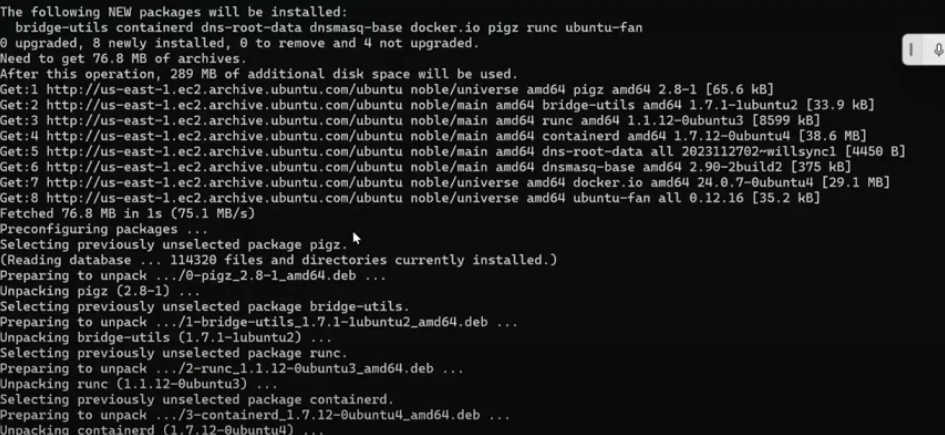 The following NEW packages will be installed:
  bridge-utils containerd dns-root-data dnsmasq-base docker.io pigz runc ubuntu-fan
0 upgraded, 8 newly installed, 0 to remove and 4 not upgraded.
Need to get 76.8 MB of archives.
After this operation, 289 MB of additional disk space will be used.
Get:1 http://us-east-1.ec2.archive.ubuntu.com/ubuntu noble/universe amd64 pigz amd64 2.8-1 [65.6 kB]
Get:2 http://us-east-1.ec2.archive.ubuntu.com/ubuntu noble/main amd64 bridge-utils amd64 1.7.1-1ubuntu2 [33.9 kB]
Get:3 http://us-east-1.ec2.archive.ubuntu.com/ubuntu noble/main amd64 runc amd64 1.1.12-0ubuntu3 [8599 kB]
Get:4 http://us-east-1.ec2.archive.ubuntu.com/ubuntu noble/main amd64 containerd amd64 1.7.12-0ubuntu4 [38.6 MB]
Get:5 http://us-east-1.ec2.archive.ubuntu.com/ubuntu noble/main amd64 dns-root-data all 2023112702~willsync1 [4450 B]
Get:6 http://us-east-1.ec2.archive.ubuntu.com/ubuntu noble/main amd64 dnsmasq-base amd64 2.90-2build2 [375 kB]
Get:7 http://us-east-1.ec2.archive.ubuntu.com/ubuntu noble/universe amd64 docker.io amd64 24.0.7-0ubuntu4 [29.1 MB]
Get:8 http://us-east-1.ec2.archive.ubuntu.com/ubuntu noble/universe amd64 ubuntu-fan all 0.12.16 [35.2 kB]
Fetched 76.8 MB in 1s (75.1 MB/s)
Preconfiguring packages ...
Selecting previously unselected package pigz.
(Reading database ... 114320 files and directories currently installed.)
Preparing to unpack .../0-pigz_2.8-1_amd64.deb ...
Unpacking pigz (2.8-1) ...
Selecting previously unselected package bridge-utils.
Preparing to unpack .../1-bridge-utils_1.7.1-1ubuntu2_amd64.deb ...
Unpacking bridge-utils (1.7.1-1ubuntu2) ...
Selecting previously unselected package runc.
Preparing to unpack .../2-runc_1.1.12-0ubuntu3_amd64.deb ...
Unpacking runc (1.1.12-0ubuntu3) ...
Selecting previously unselected package containerd.
Preparing to unpack .../3-containerd_1.7.12-0ubuntu4_amd64.deb ...
Unpacking containerd (1.7.12-0ubuntu4) ...